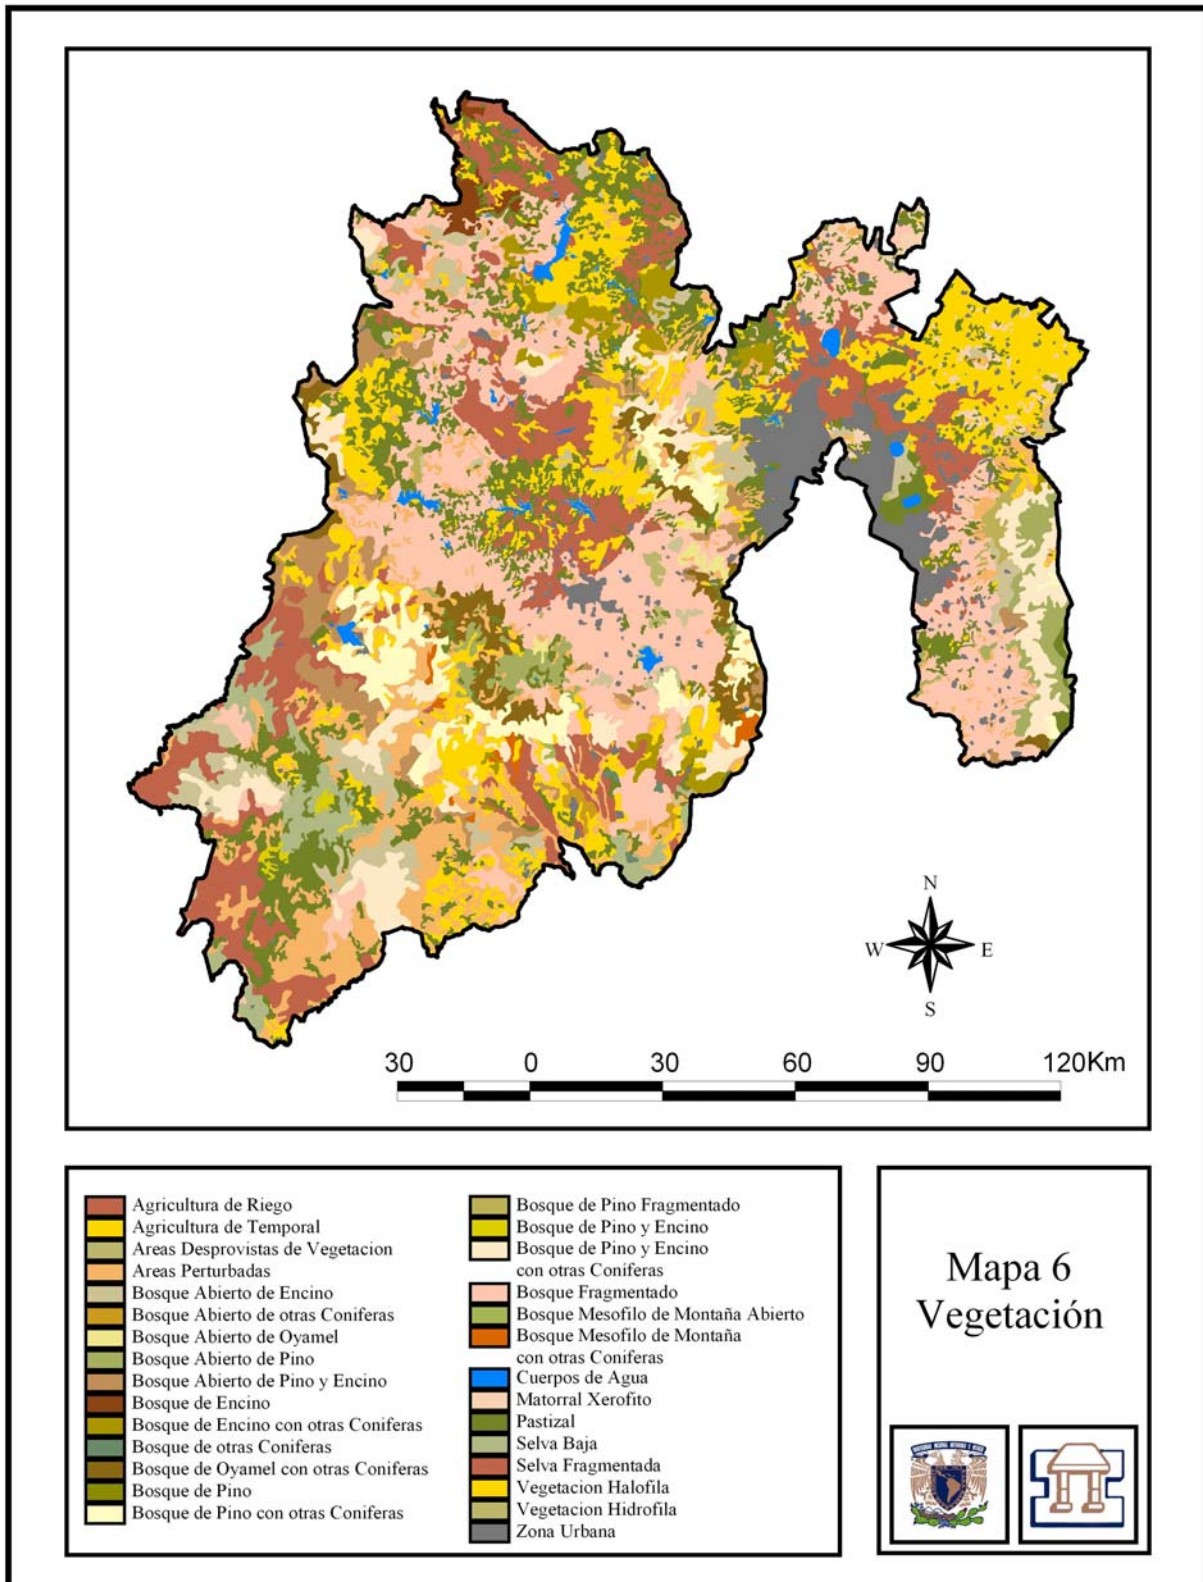 N
W E
S
30 0 30 60 90 120Km
Agricultura de Riego
Agricultura de Temporal
Areas Desprovistas de Vegetacion
Areas Perturbadas
Bosque Abierto de Encino
Bosque Abierto de otras Coniferas
Bosque Abierto de Oyamel
Bosque Abierto de Pino
Bosque Abierto de Pino y Encino
Bosque de Encino
Bosque de Encino con otras Coniferas
Bosque de otras Coniferas
Bosque de Oyamel con otras Coniferas
Bosque de Pino
Bosque de Pino con otras Coniferas
Bosque de Pino Fragmentado
Bosque de Pino y Encino
Bosque de Pino y Encino
con otras Coniferas
Bosque Fragmentado
Bosque Mesofilo de Montaña Abierto
Bosque Mesofilo de Montaña
con otras Coniferas
Cuerpos de Agua
Matorral Xerofito
Pastizal
Selva Baja
Selva Fragmentada
Vegetacion Halofila
Vegetacion Hidrofila
Zona Urbana
Mapa 6
Vegetación